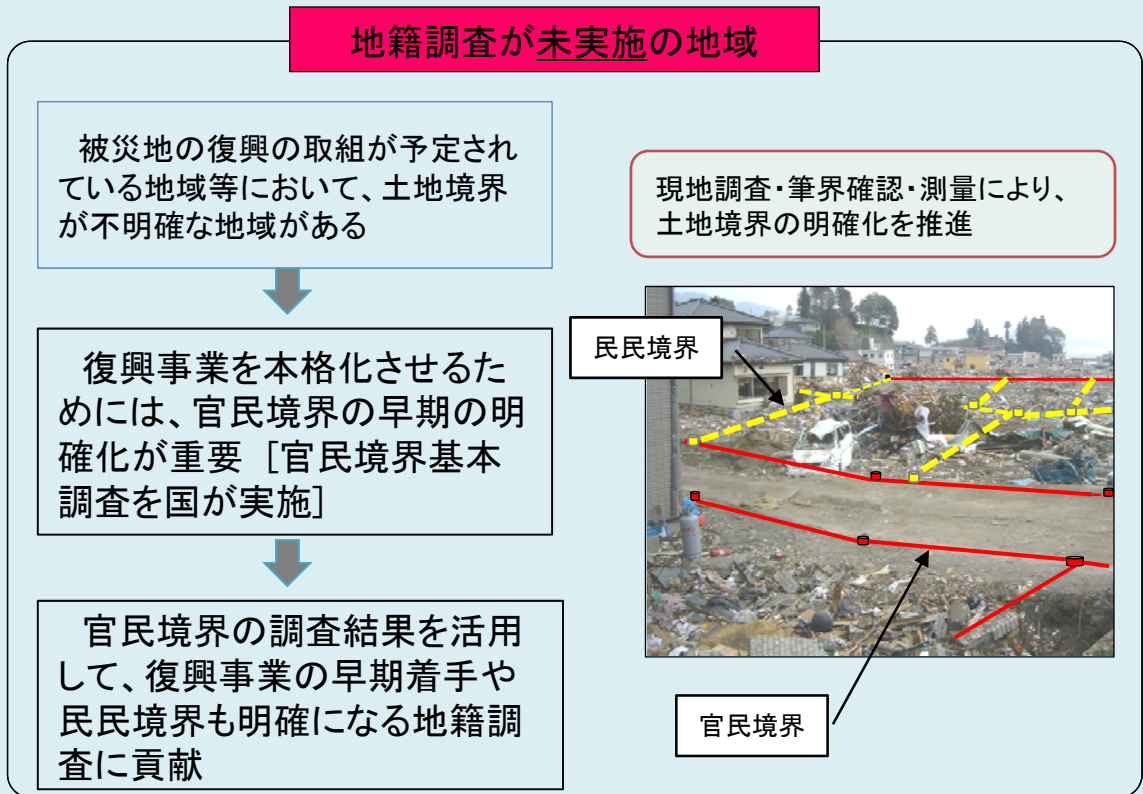 地籍調査が未実施の地域
被災地の復興の取組が予定され
ている地域等において、土地境界
が不明確な地域がある
復興事業を本格化させるた
めには、官民境界の早期の明
確化が重要 [官民境界基本
調査を国が実施]
官民境界の調査結果を活用
して、復興事業の早期着手や
民民境界も明確になる地籍調
査に貢献
現地調査・筆界確認・測量により、
土地境界の明確化を推進
民民境界
官民境界